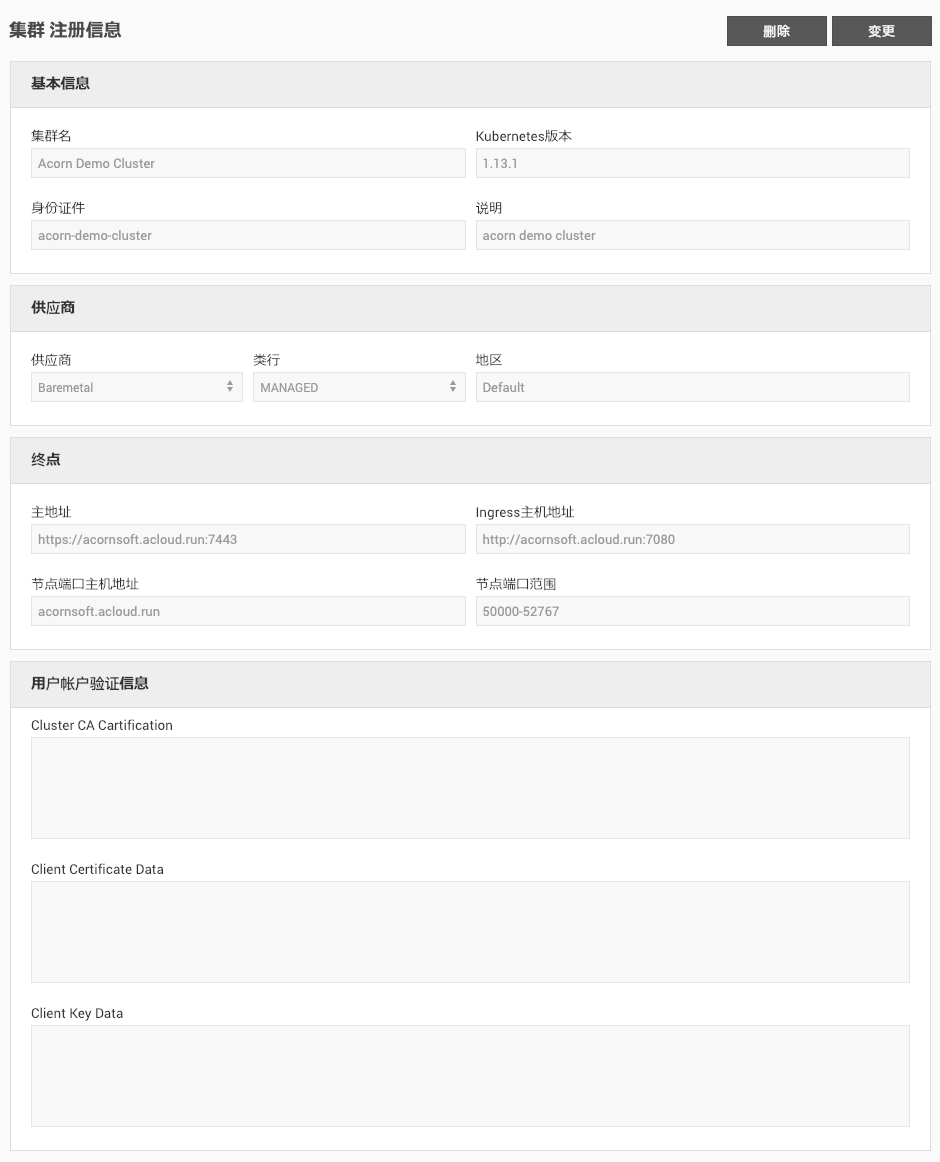 集群 注册信息
删除
变更
基本信息
集群名
Kubernetes版本
Acorn Demo Cluster
1.13.1
身份证件
说明
acorn-demo-cluster
acorn demo cluster
供应商
供应商
类行
地区
Baremetal
MANAGED
Default
终点
主地址
Ingress主机地址
https://acornsoft.acloud.run:7443
http://acornsoft.acloud.run:7080
节点端口主机地址
节点端口范围
acornsoft.acloud.run
50000-52767
用户帐户验证信息
Cluster CA Cartification
Client Certificate Data
Client Key Data